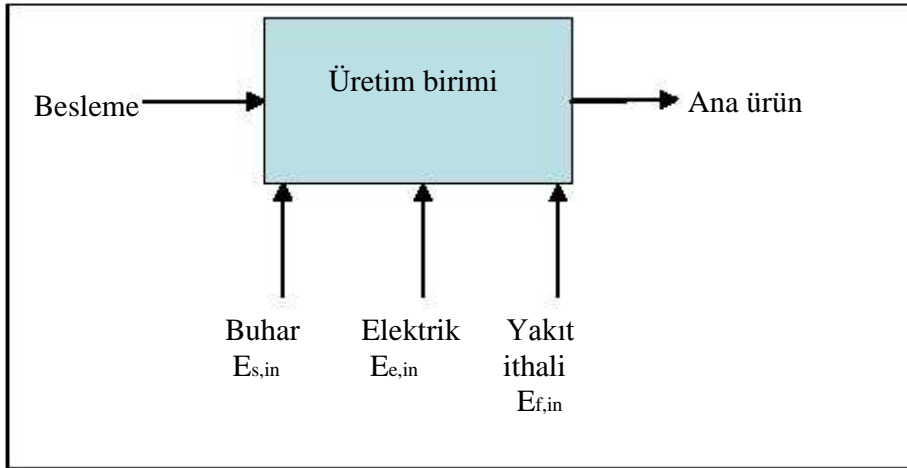 Üretim birimi
Besleme
Ana ürün
Buhar
Es,in
Elektrik
Ee,in
Yakıt
ithali
Ef,in